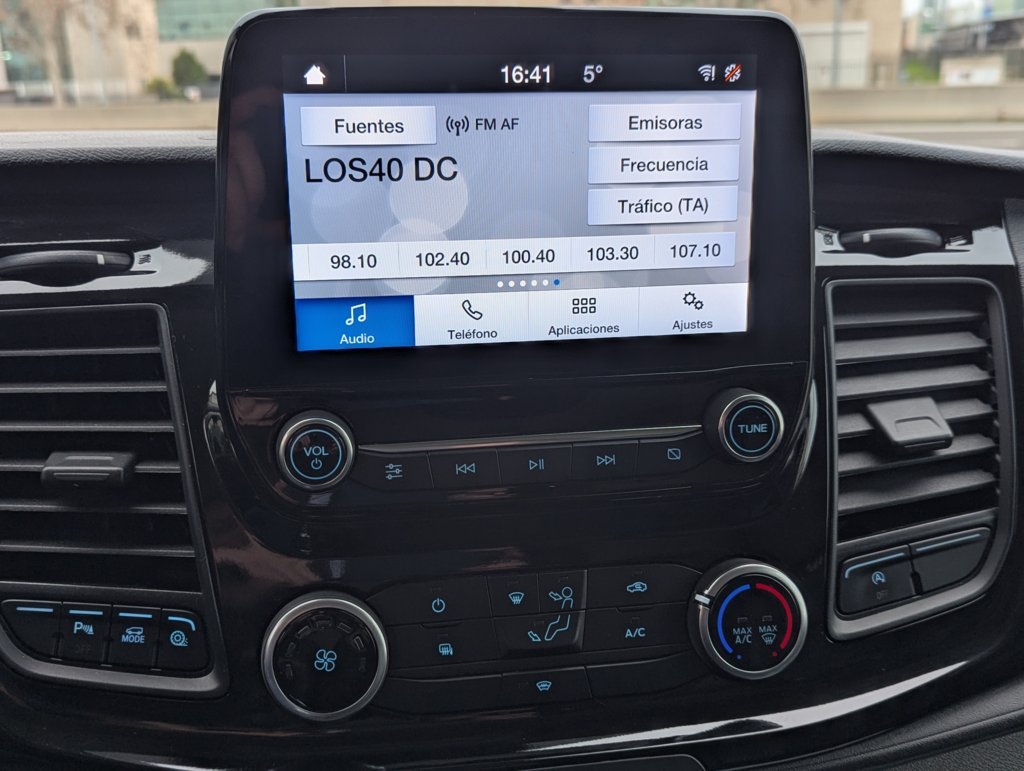 16:41 5°
Fuentes FM AF Emisoras
LOS40 DC
Frecuencia
Tráfico (TA)
98.10 102.40 100.40 103.30 107.10
Audio Teléfono Aplicaciones Ajustes
VOL
TUNE
P
OFF
MODE
A/C
MAX A/C
MAX